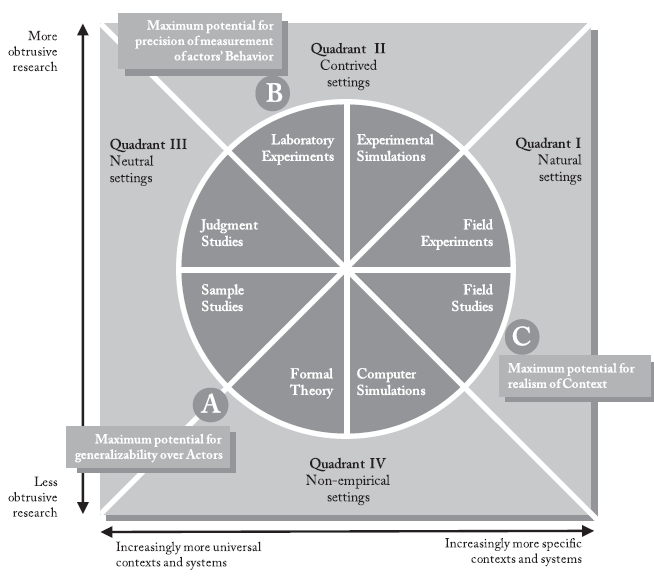 More
obtrusive
research
Maximum potential for
precision of measurement
of actors' Behavior
B
Quadrant II
Contrived
settings
Quadrant III
Neutral
settings
Quadrant I
Natural
settings
Laboratory
Experiments
Experimental
Simulations
Judgment
Studies
Field
Experiments
Sample
Studies
Field
Studies
Formal
Theory
Computer
Simulations
C
Maximum potential for
realism of Context
A
Maximum potential for
generalizability over Actors
Quadrant IV
Non-empirical
settings
Less
obtrusive
research
Increasingly more universal
contexts and systems
Increasingly more specific
contexts and systems